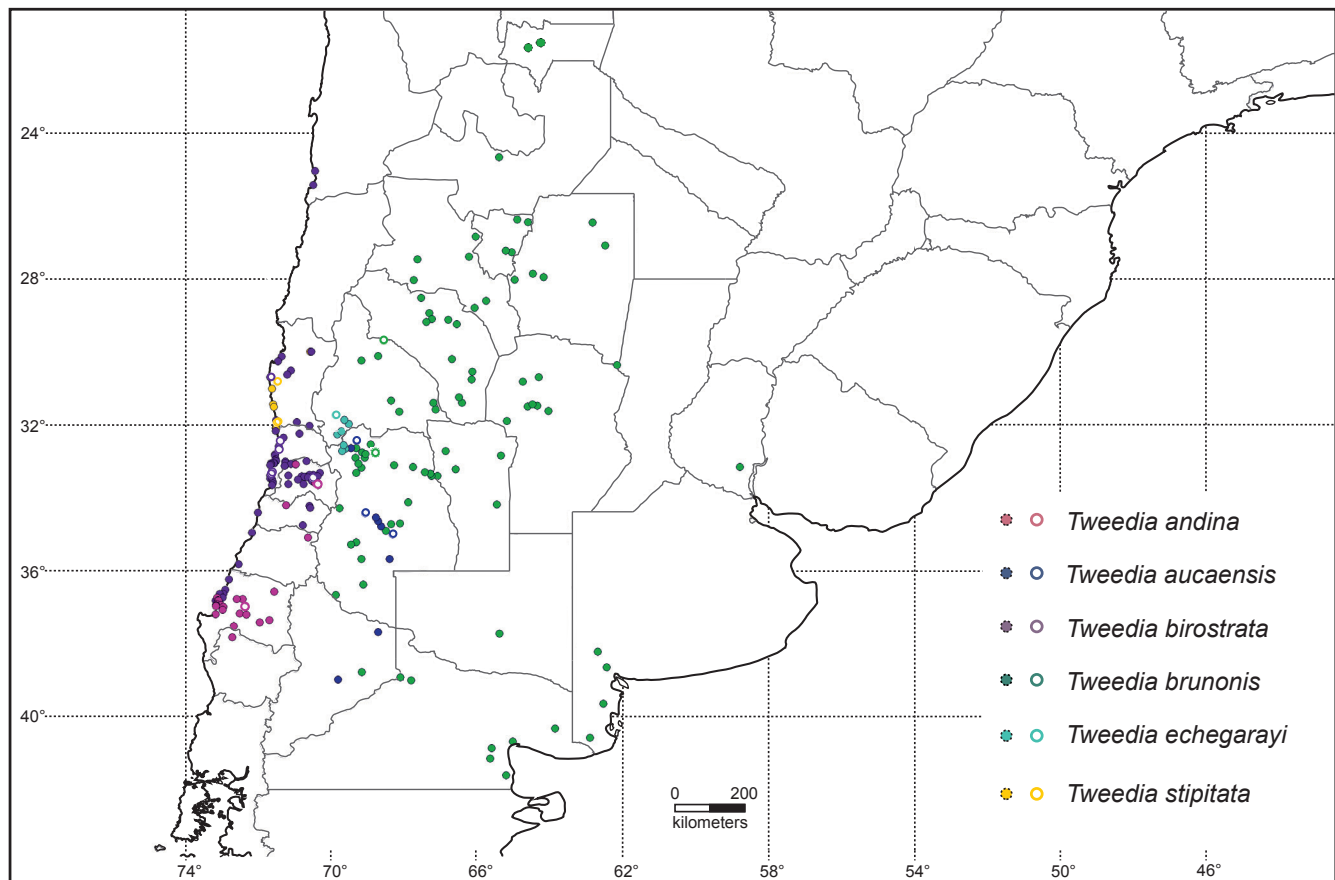 24°
28°
32°
36°
40°
Tweedia andina
Tweedia aucaensis
Tweedia birostrata
Tweedia brunonis
Tweedia echegarayi
Tweedia stipitata
0 200
kilometers
74° 70° 66° 62° 58° 54° 50° 46°